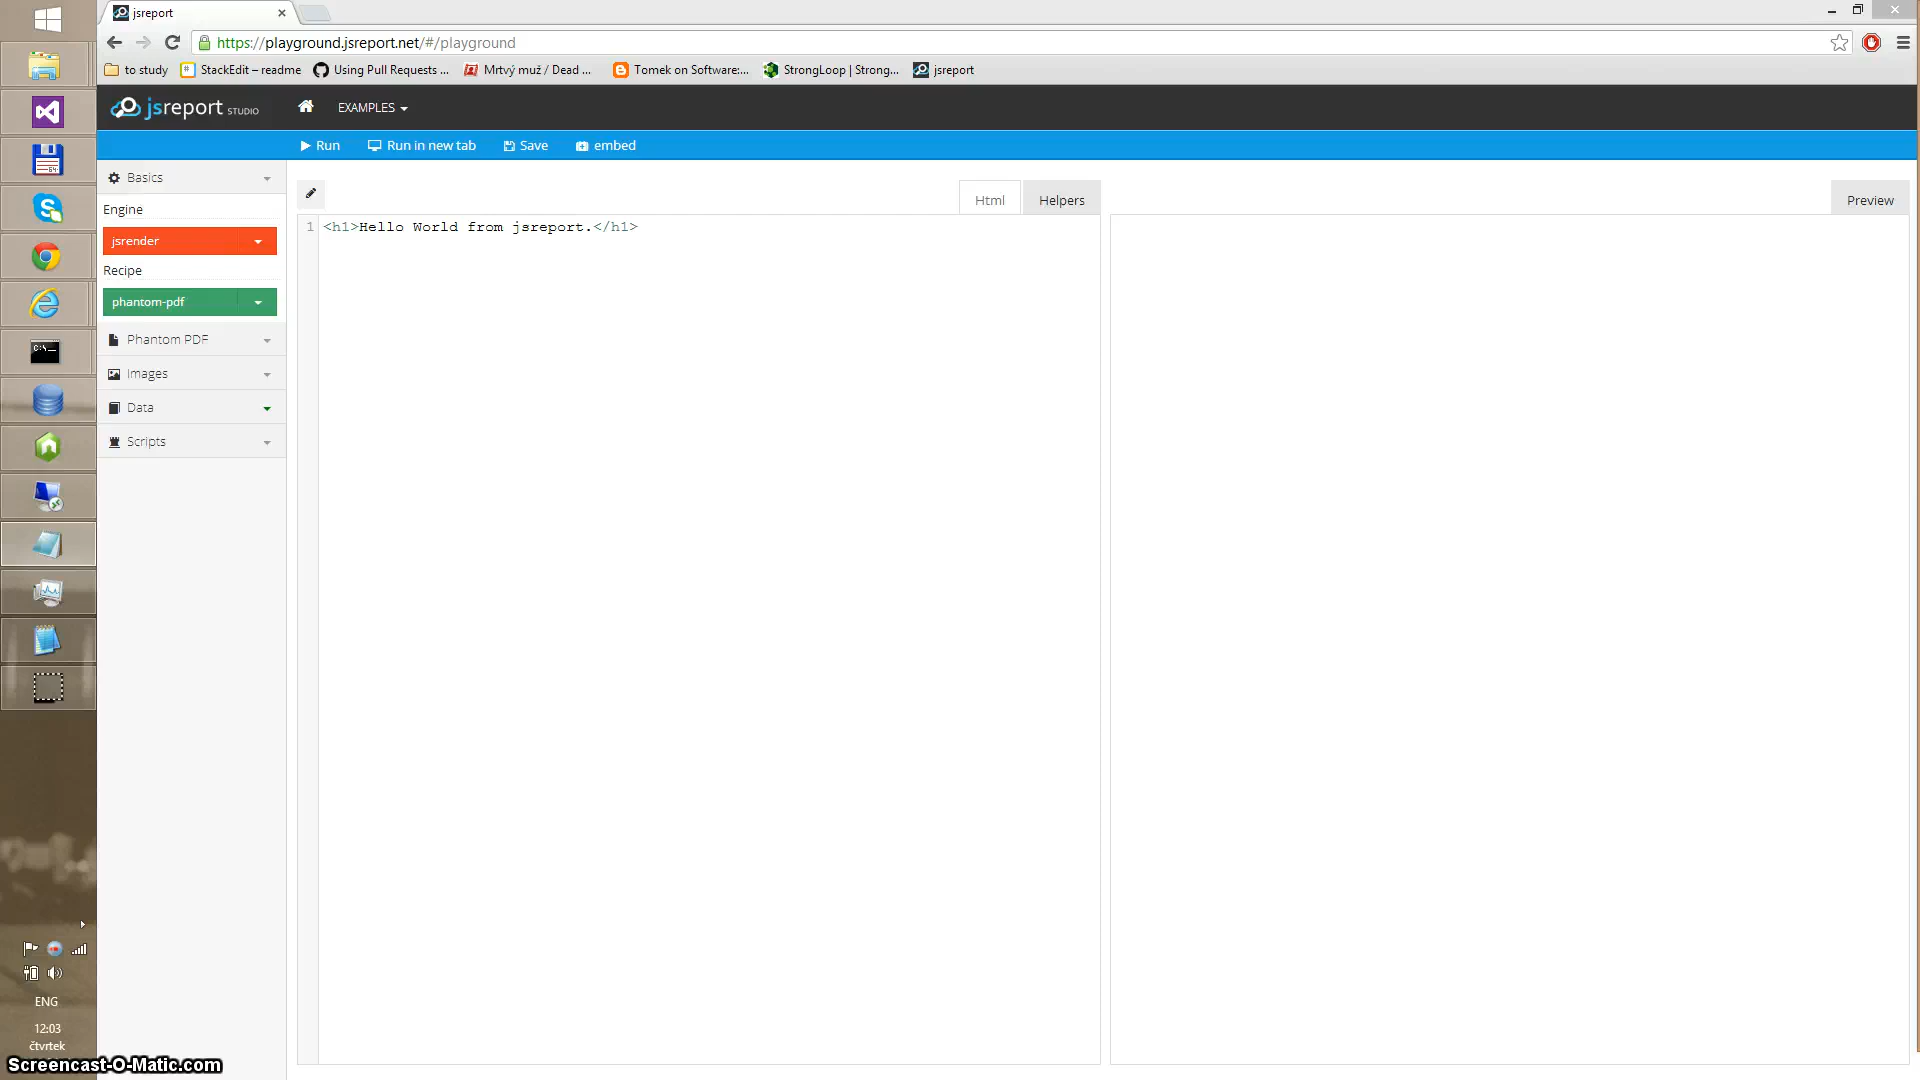 jsreport
https://playground.jsreport.net/#/playground
to study
StackEdit – readme
Using Pull Requests ...
Mrtvý muž / Dead ...
Tomek on Software:...
StrongLoop | Strong...
jsreport
jsreport STUDIO
EXAMPLES
Run
Run in new tab
Save
embed
Basics
Engine
jsrender
Recipe
phantom-pdf
Phantom PDF
Images
Data
Scripts
Html
Helpers
Preview
1 <h1>Hello World from jsreport.</h1>
C:\_
64
ENG
12:03
čtvrtek
Screencast-O-Matic.com